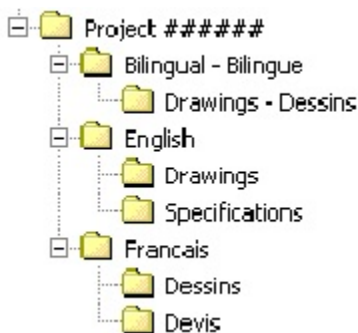 Project ######
Bilingual - Bilingue
Drawings - Dessins
English
Drawings
Specifications
Francais
Dessins
Devis